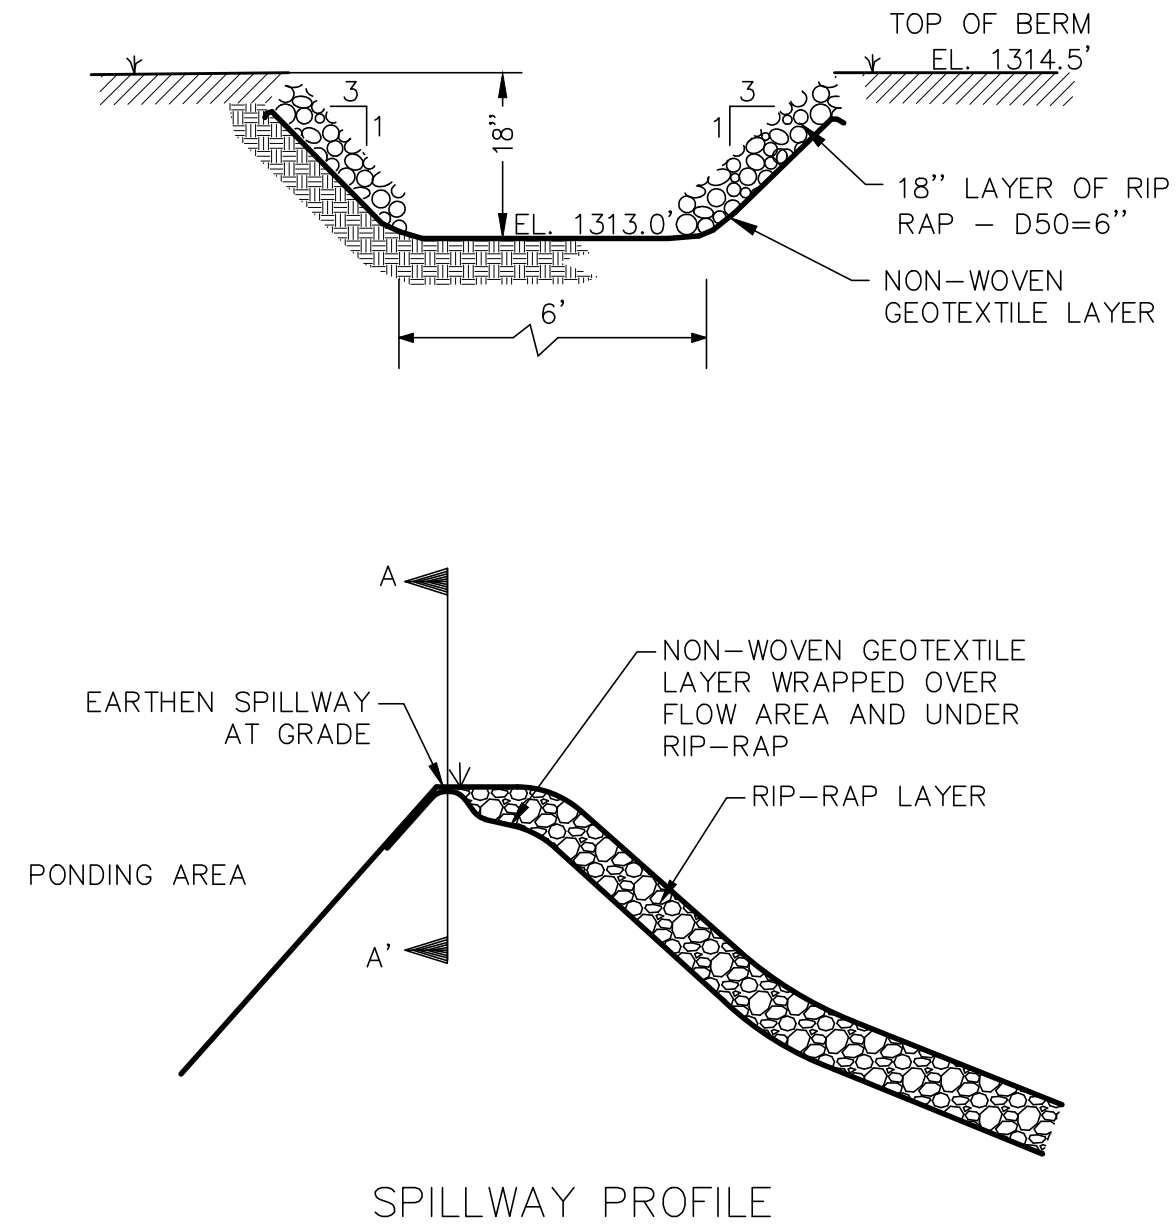 TOP OF BERM
EL. 1314.5'
3
1
18"
3
1
18" LAYER OF RIP
RAP – D50=6"
EL. 1313.0'
NON–WOVEN
GEOTEXTILE LAYER
6'
A
NON–WOVEN GEOTEXTILE
LAYER WRAPPED OVER
FLOW AREA AND UNDER
RIP–RAP
EARTHEN SPILLWAY
AT GRADE
RIP–RAP LAYER
PONDING AREA
A'
SPILLWAY PROFILE